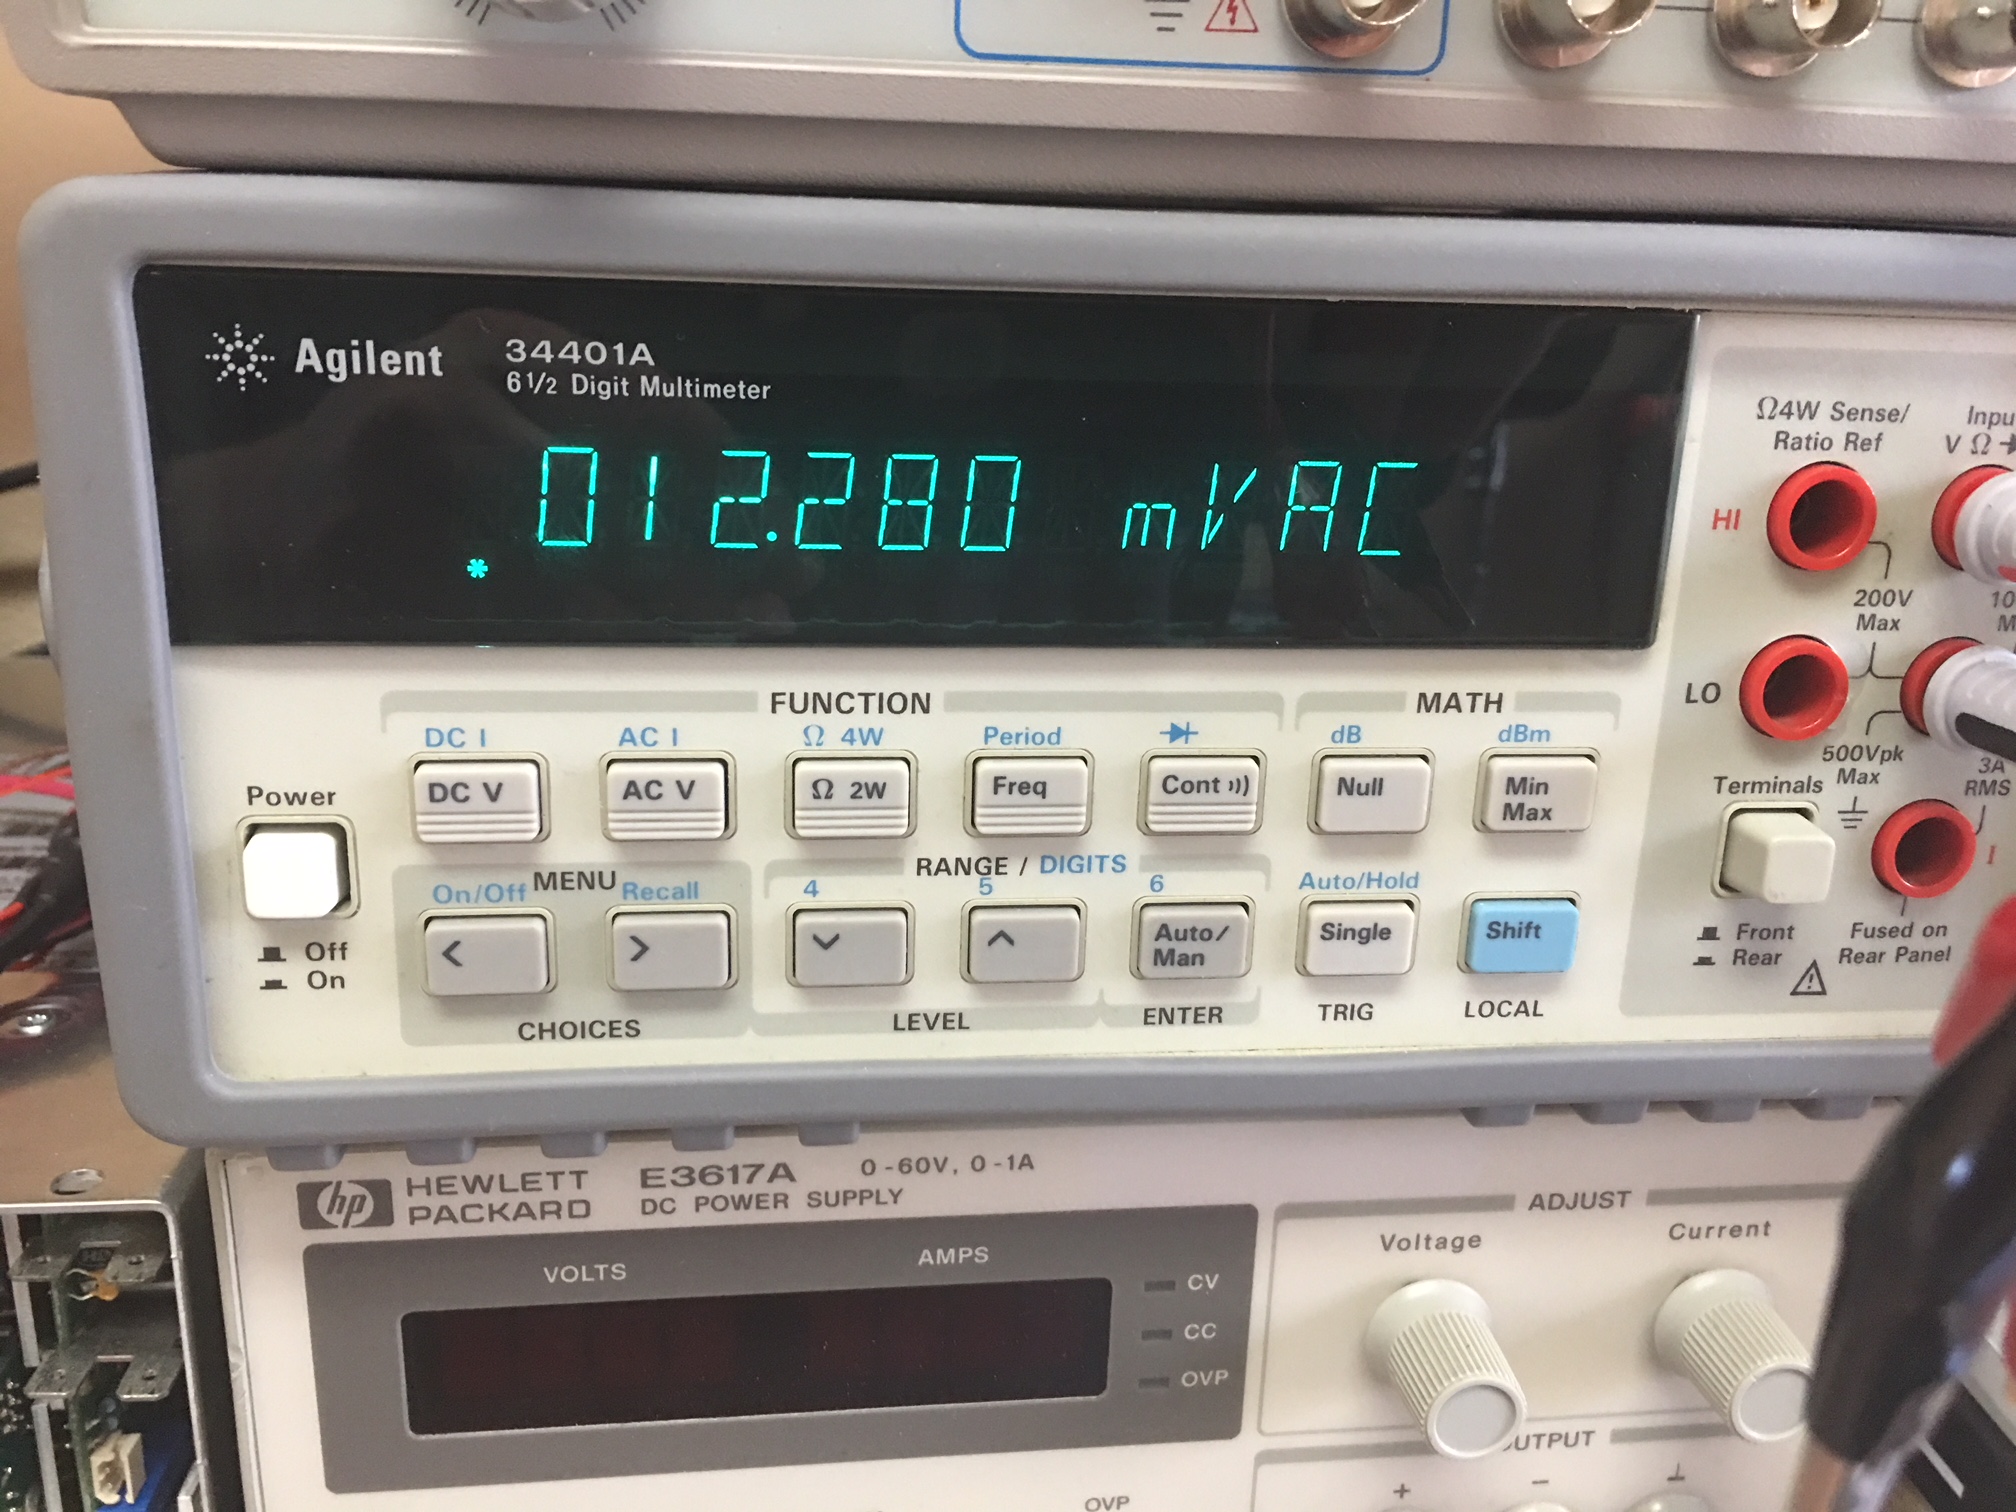 Agilent
34401A
6½ Digit Multimeter
012.280 mVAC
*
Ω4W Sense/
Ratio Ref
V Ω
HI
200V
Max
LO
500Vpk
Max
3A
RMS
FUNCTION
MATH
DC I
AC I
Ω 4W
Period
dB
dBm
Power
DC V
AC V
Ω 2W
Freq
Cont
Null
Min
Max
Terminals
I
MENU
RANGE / DIGITS
On/Off
Recall
4
5
6
Auto/Hold
<
>
Auto/
Man
Single
Shift
Off
On
Front
Rear
Fused on
Rear Panel
CHOICES
LEVEL
ENTER
TRIG
LOCAL
hp
HEWLETT
PACKARD
E3617A
DC POWER SUPPLY
0-60V, 0-1A
ADJUST
VOLTS
AMPS
Voltage
Current
CV
CC
OVP
+
-
OVP